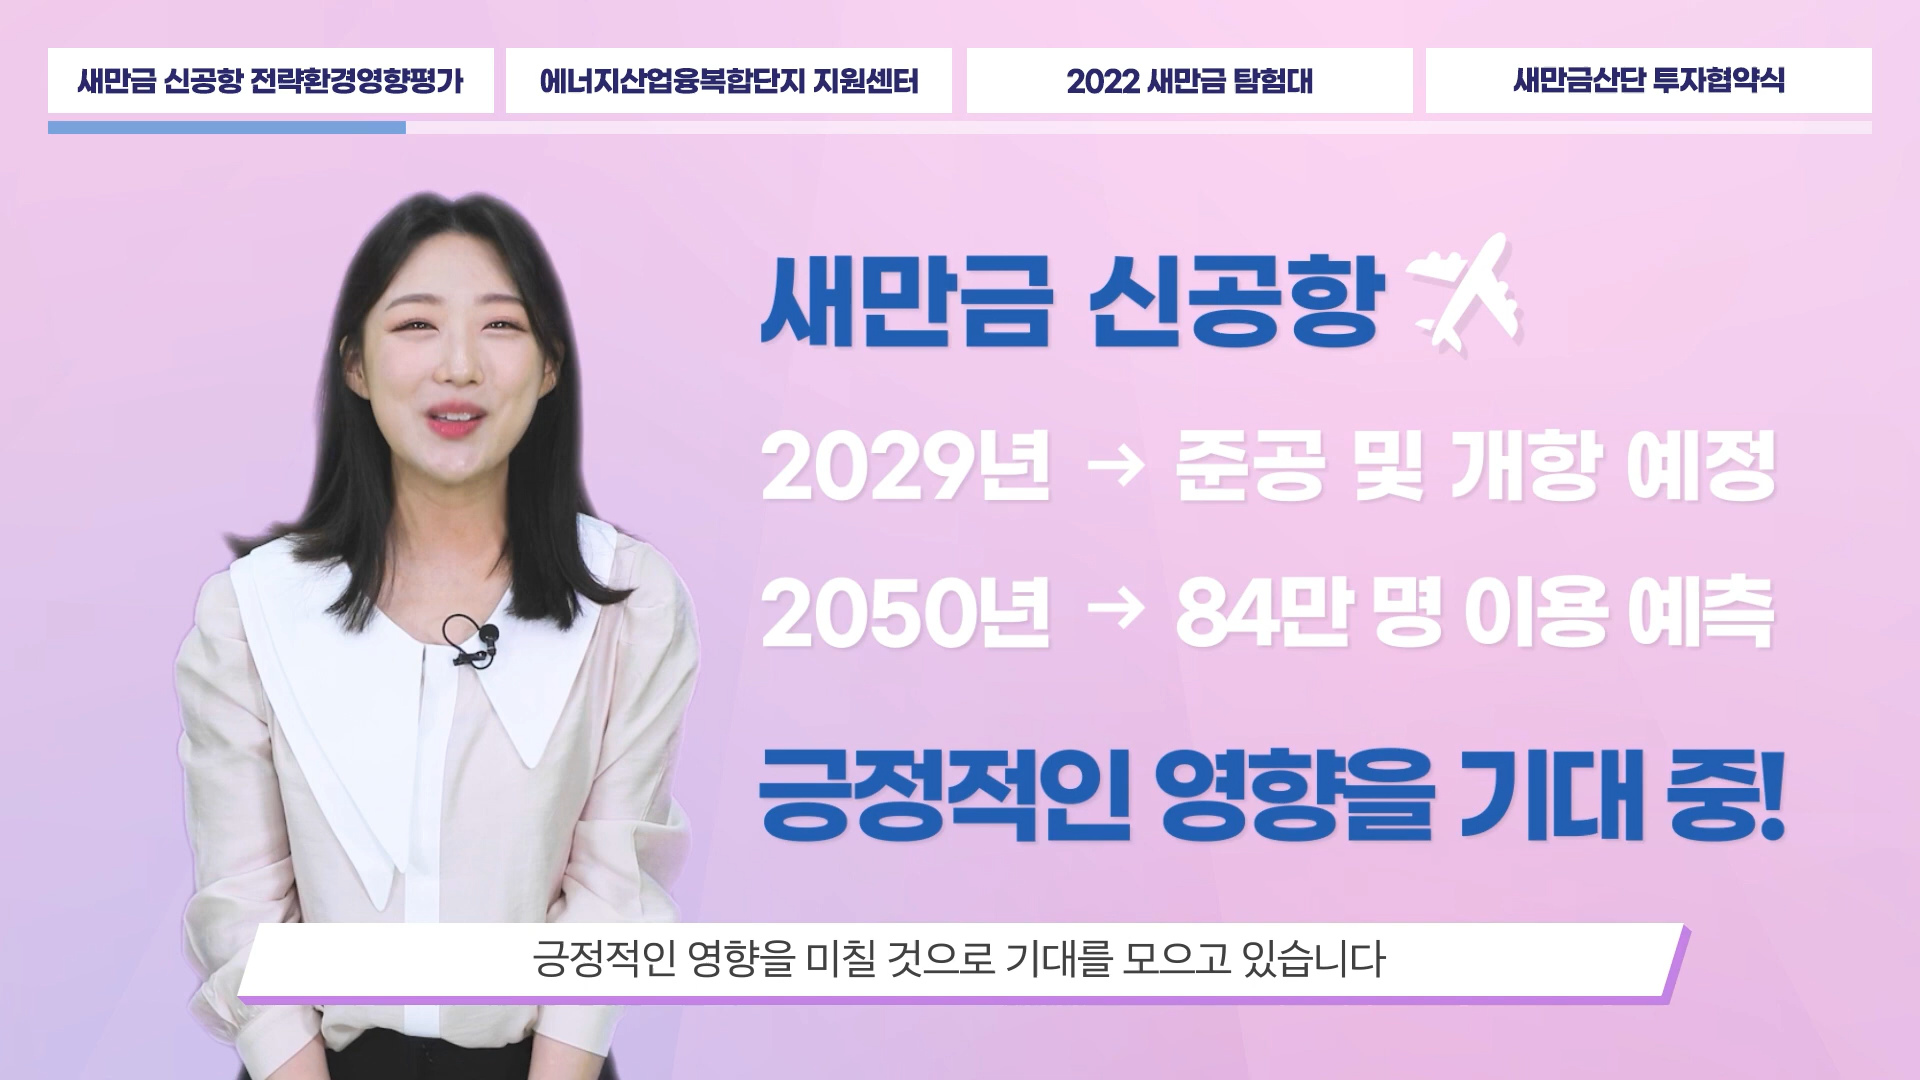 새만금 신공항 전략환경영향평가
에너지산업융복합단지 지원센터
2022 새만금 탐험대
새만금산단 투자협약식
새만금 신공항
2029년 → 준공 및 개항 예정
2050년 → 84만 명 이용 예측
긍정적인 영향을 기대 중!
긍정적인 영향을 미칠 것으로 기대를 모으고 있습니다